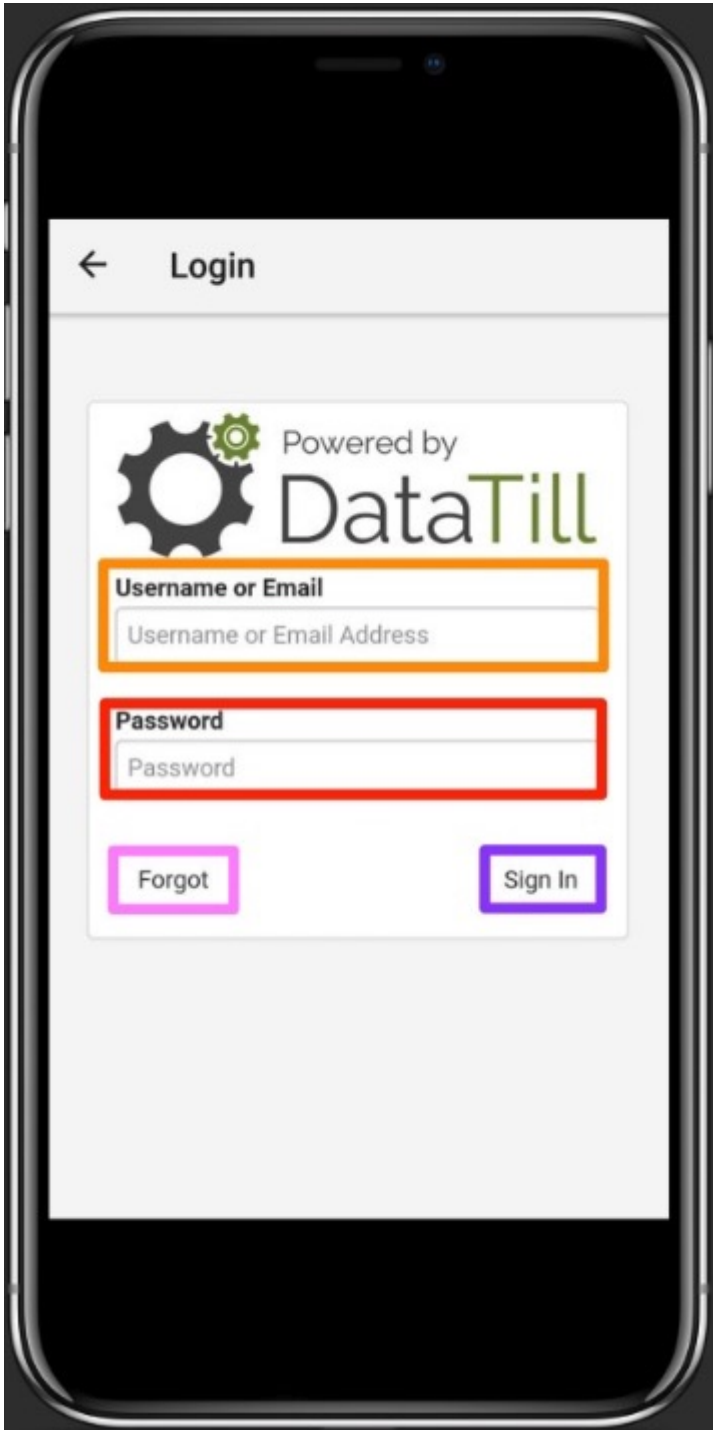 Login
Powered by
DataTill
Username or Email
Username or Email Address
Password
Password
Forgot
Sign In